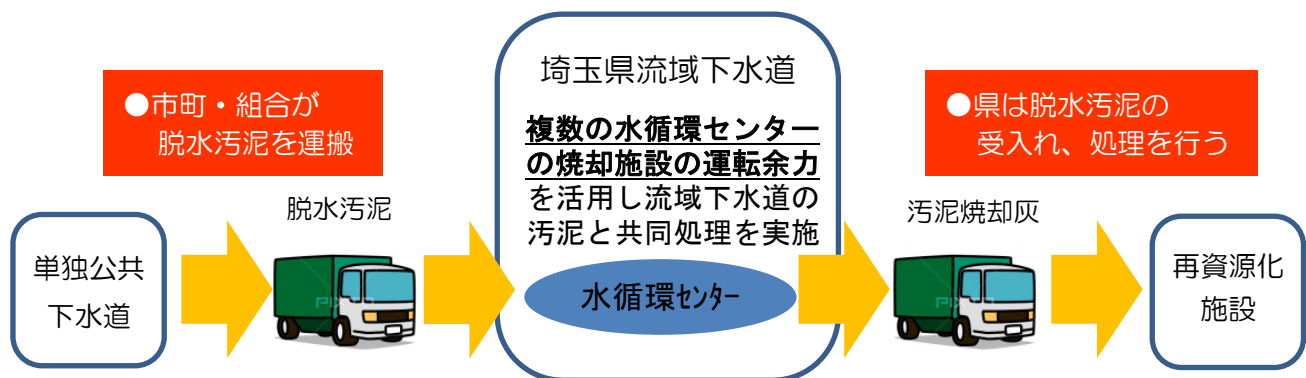 ●市町・組合が
脱水汚泥を運搬
単独公共
下水道
脱水汚泥
埼玉県流域下水道
複数の水循環センター
の焼却施設の運転余力
を活用し流域下水道の
汚泥と共同処理を実施
水循環ｾﾝﾀｰ
●県は脱水汚泥の
受入れ、処理を行う
汚泥焼却灰
再資源化
施設